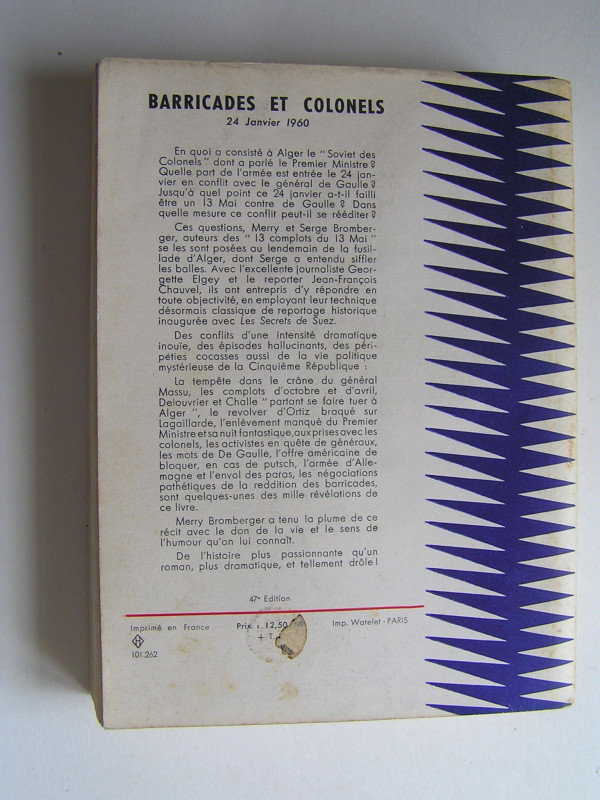 BARRICADES ET COLONELS
24 Janvier 1960
En quoi a consisté à Alger le "Soviet des
Colonels" dont a parlé le Premier Ministre ?
Quelle part de l'armée est entrée le 24 jan-
vier en conflit avec le général de Gaulle ?
Jusqu'à quel point ce 24 janvier a-t-il failli
être un 13 Mai contre de Gaulle ? Dans
quelle mesure ce conflit peut-il se rééditer ?
Ces questions, Merry et Serge Bromber-
ger, auteurs des "13 complots du 13 Mai"
se les sont posées au lendemain de la fusil-
lade d'Alger, dont Serge a entendu siffler
les balles. Avec l'excellente journaliste Geor-
gette Elgey et le reporter Jean-François
Chauvel, ils ont entrepris d'y répondre en
toute objectivité, en employant leur technique
désormais classique de reportage historique
inaugurée avec Les Secrets de Suez.
Des conflits d'une intensité dramatique
inouïe, des épisodes hallucinants, des péri-
péties cocasses aussi de la vie politique
mystérieuse de la Cinquième République :
La tempête dans le crâne du général
Massu, les complots d'octobre et d'avril,
Delouvrier et Challe "partant se faire tuer à
Alger", le revolver d'Ortiz braqué sur
Lagaillarde, l'enlèvement manqué du Premier
Ministre et sa nuit fantastique, aux prises avec les
colonels, les activistes en quête de généraux,
les mots de De Gaulle, l'offre américaine de
bloquer, en cas de putsch, l'armée d'Alle-
magne et l'envol des paras, les négociations
pathétiques de la reddition des barricades,
sont quelques-unes des mille révélations de
ce livre.
Merry Bromberger a tenu la plume de ce
récit avec le don de la vie et le sens de
l'humour qu'on lui connaît.
De l'histoire plus passionnante qu'un
roman, plus dramatique, et tellement drôle !
47e Edition
Imprimé en France Prix : 12,50 Imp. Watelet - PARIS
+ T.
101.262